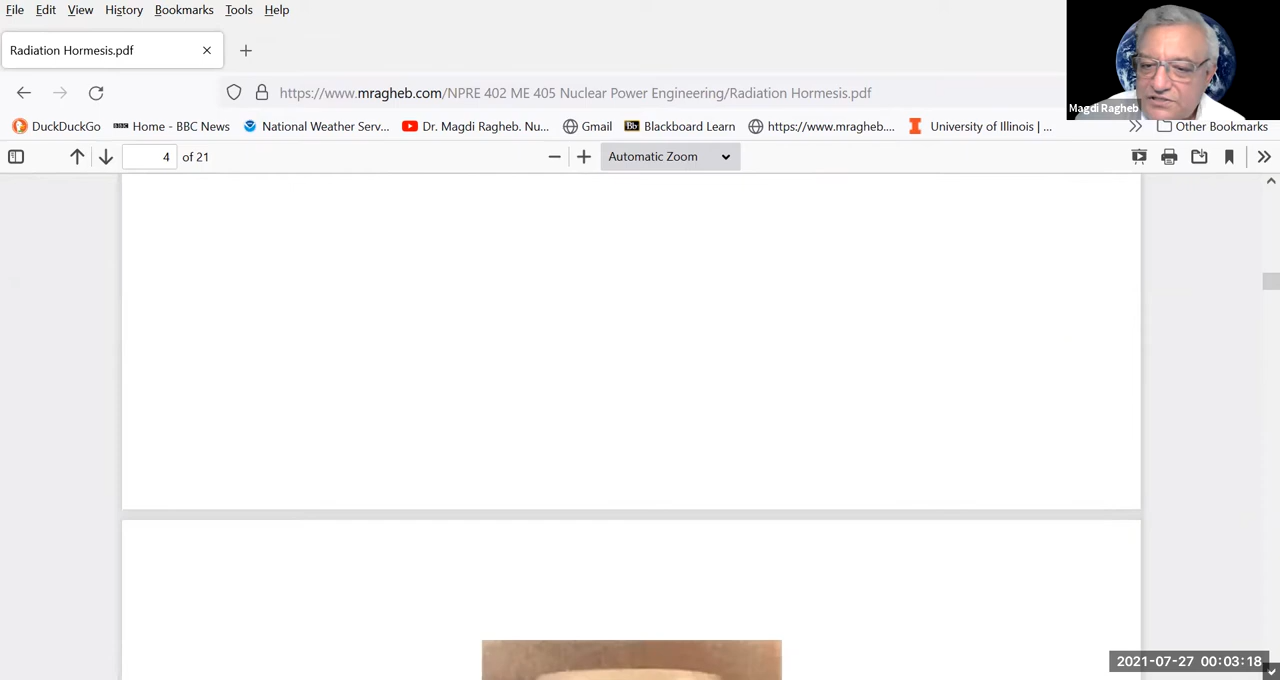 File Edit View History Bookmarks Tools Help
Radiation Hormesis.pdf
https://www.mragheb.com/NPRE 402 ME 405 Nuclear Power Engineering/Radiation Hormesis.pdf
Magdi Ragheb
DuckDuckGo BBC Home - BBC News National Weather Serv... Dr. Magdi Ragheb. Nu... Gmail Bb Blackboard Learn https://www.mragheb.... I University of Illinois | ... Other Bookmarks
4 of 21 Automatic Zoom
2021-07-27 00:03:18